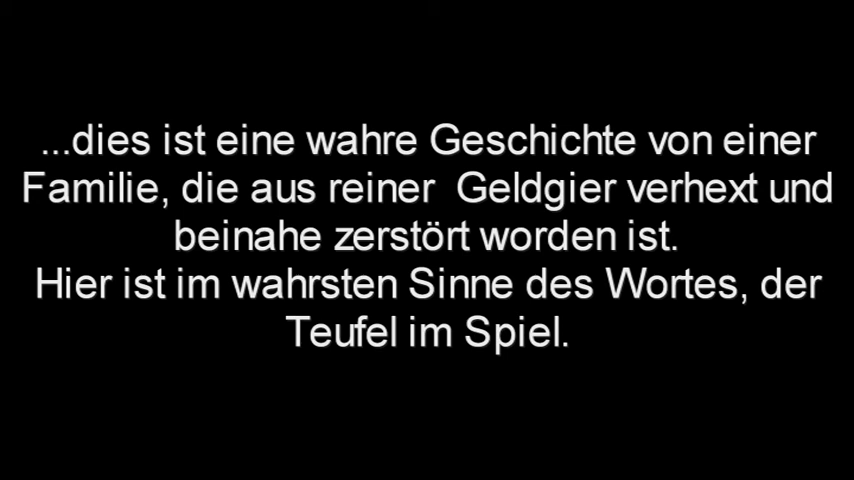 ...dies ist eine wahre Geschichte von einer
Familie, die aus reiner  Geldgier verhext und
beinahe zerstört worden ist.
Hier ist im wahrsten Sinne des Wortes, der
Teufel im Spiel.